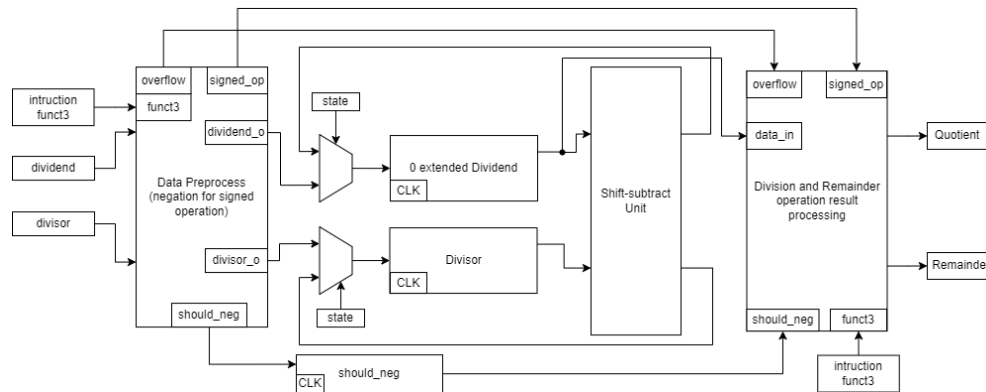 overflow
signed_op
intruction
funct3
funct3
dividend
dividend_o
divisor
Data Preprocess
(negation for signed
operation)
divisor_o
should_neg
state
0 extended Dividend
CLK
Divisor
CLK
state
should_neg
CLK
Shift-subtract
Unit
overflow
signed_op
data_in
Division and Remainder
operation result
processing
should_neg
funct3
intruction
funct3
Quotient
Remainder